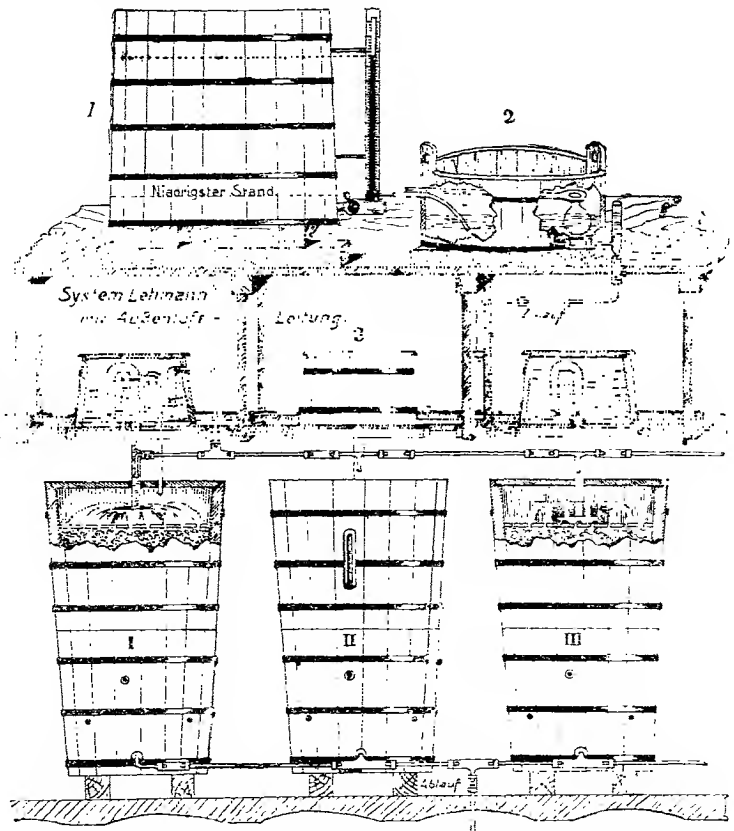 1
2
Niedrigster Stand
System Lehmann
mit Außenluft-
Leitung.
Zulauf
3
I
II
III
Ablauf